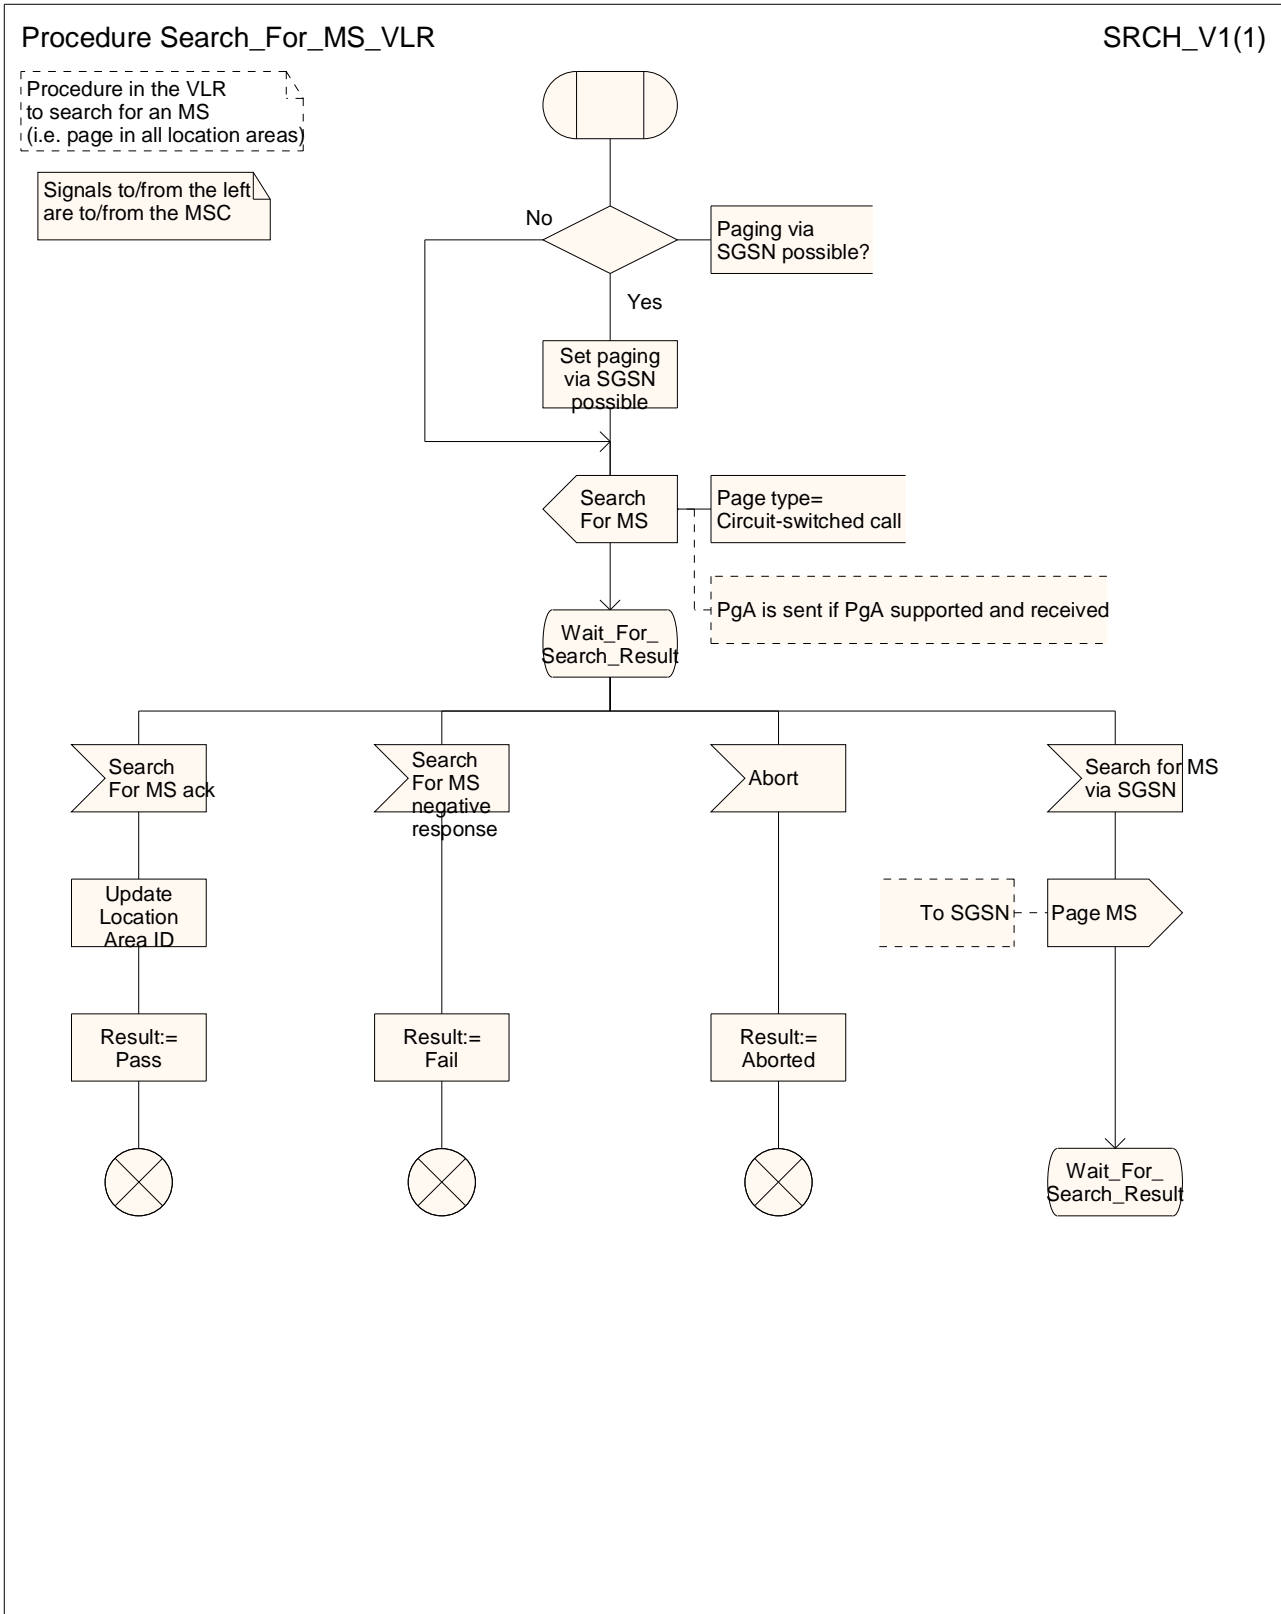 Procedure Search_For_MS_VLR
SRCH_V1(1)
Procedure in the VLR
to search for an MS
(i.e. page in all location areas)
Signals to/from the left
are to/from the MSC
No
Paging via
SGSN possible?
Yes
Set paging
via SGSN
possible
Search
For MS
Page type=
Circuit-switched call
PgA is sent if PgA supported and received
Wait_For_
Search_Result
Search
For MS ack
Search
For MS
negative
response
Abort
Search for MS
via SGSN
Update
Location
Area ID
To SGSN
Page MS
Result:=
Pass
Result:=
Fail
Result:=
Aborted
Wait_For_
Search_Result